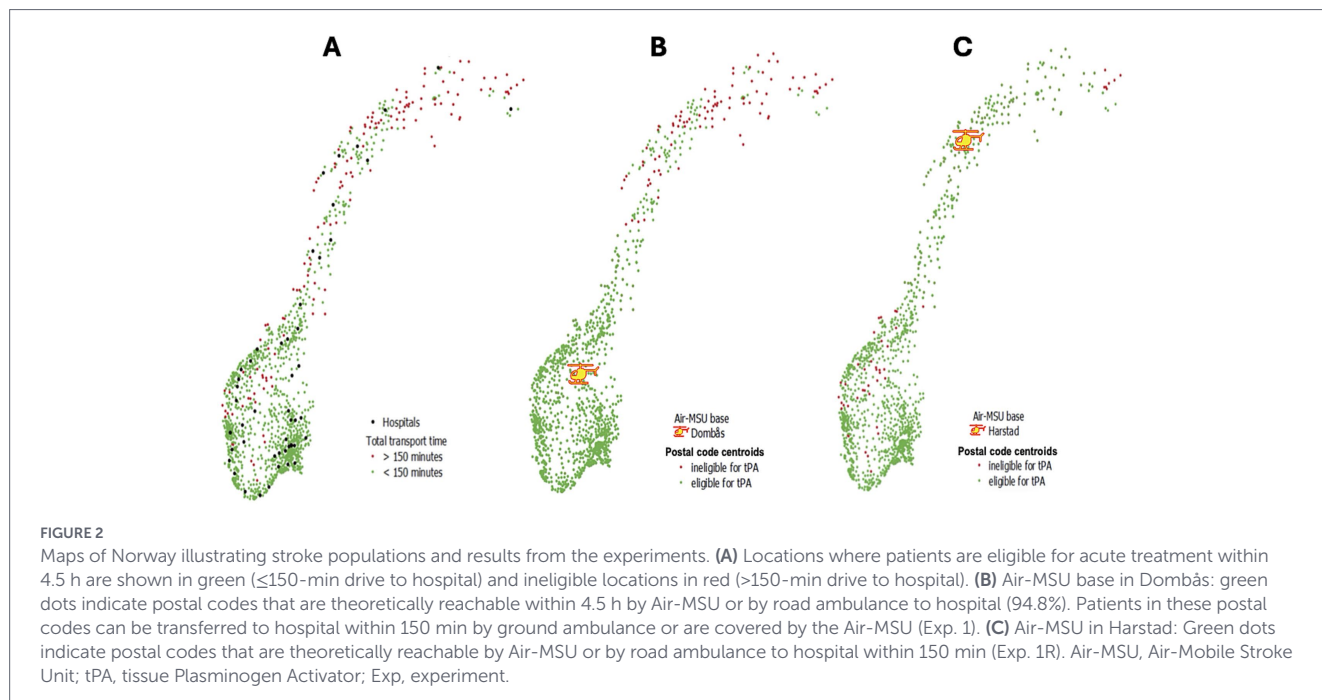 A
B
C
Hospitals
Total transport time
> 150 minutes
< 150 minutes
Air-MSU base
Dombås
Postal code centroids
ineligible for tPA
eligible for tPA
Air-MSU base
Harstad
Postal code centroids
ineligible for tPA
eligible for tPA
FIGURE 2
Maps of Norway illustrating stroke populations and results from the experiments. (A) Locations where patients are eligible for acute treatment within
4.5 h are shown in green (≤150-min drive to hospital) and ineligible locations in red (>150-min drive to hospital). (B) Air-MSU base in Dombås: green
dots indicate postal codes that are theoretically reachable within 4.5 h by Air-MSU or by road ambulance to hospital (94.8%). Patients in these postal
codes can be transferred to hospital within 150 min by ground ambulance or are covered by the Air-MSU (Exp. 1). (C) Air-MSU in Harstad: Green dots
indicate postal codes that are theoretically reachable by Air-MSU or by road ambulance to hospital within 150 min (Exp. 1R). Air-MSU, Air-Mobile Stroke
Unit; tPA, tissue Plasminogen Activator; Exp, experiment.